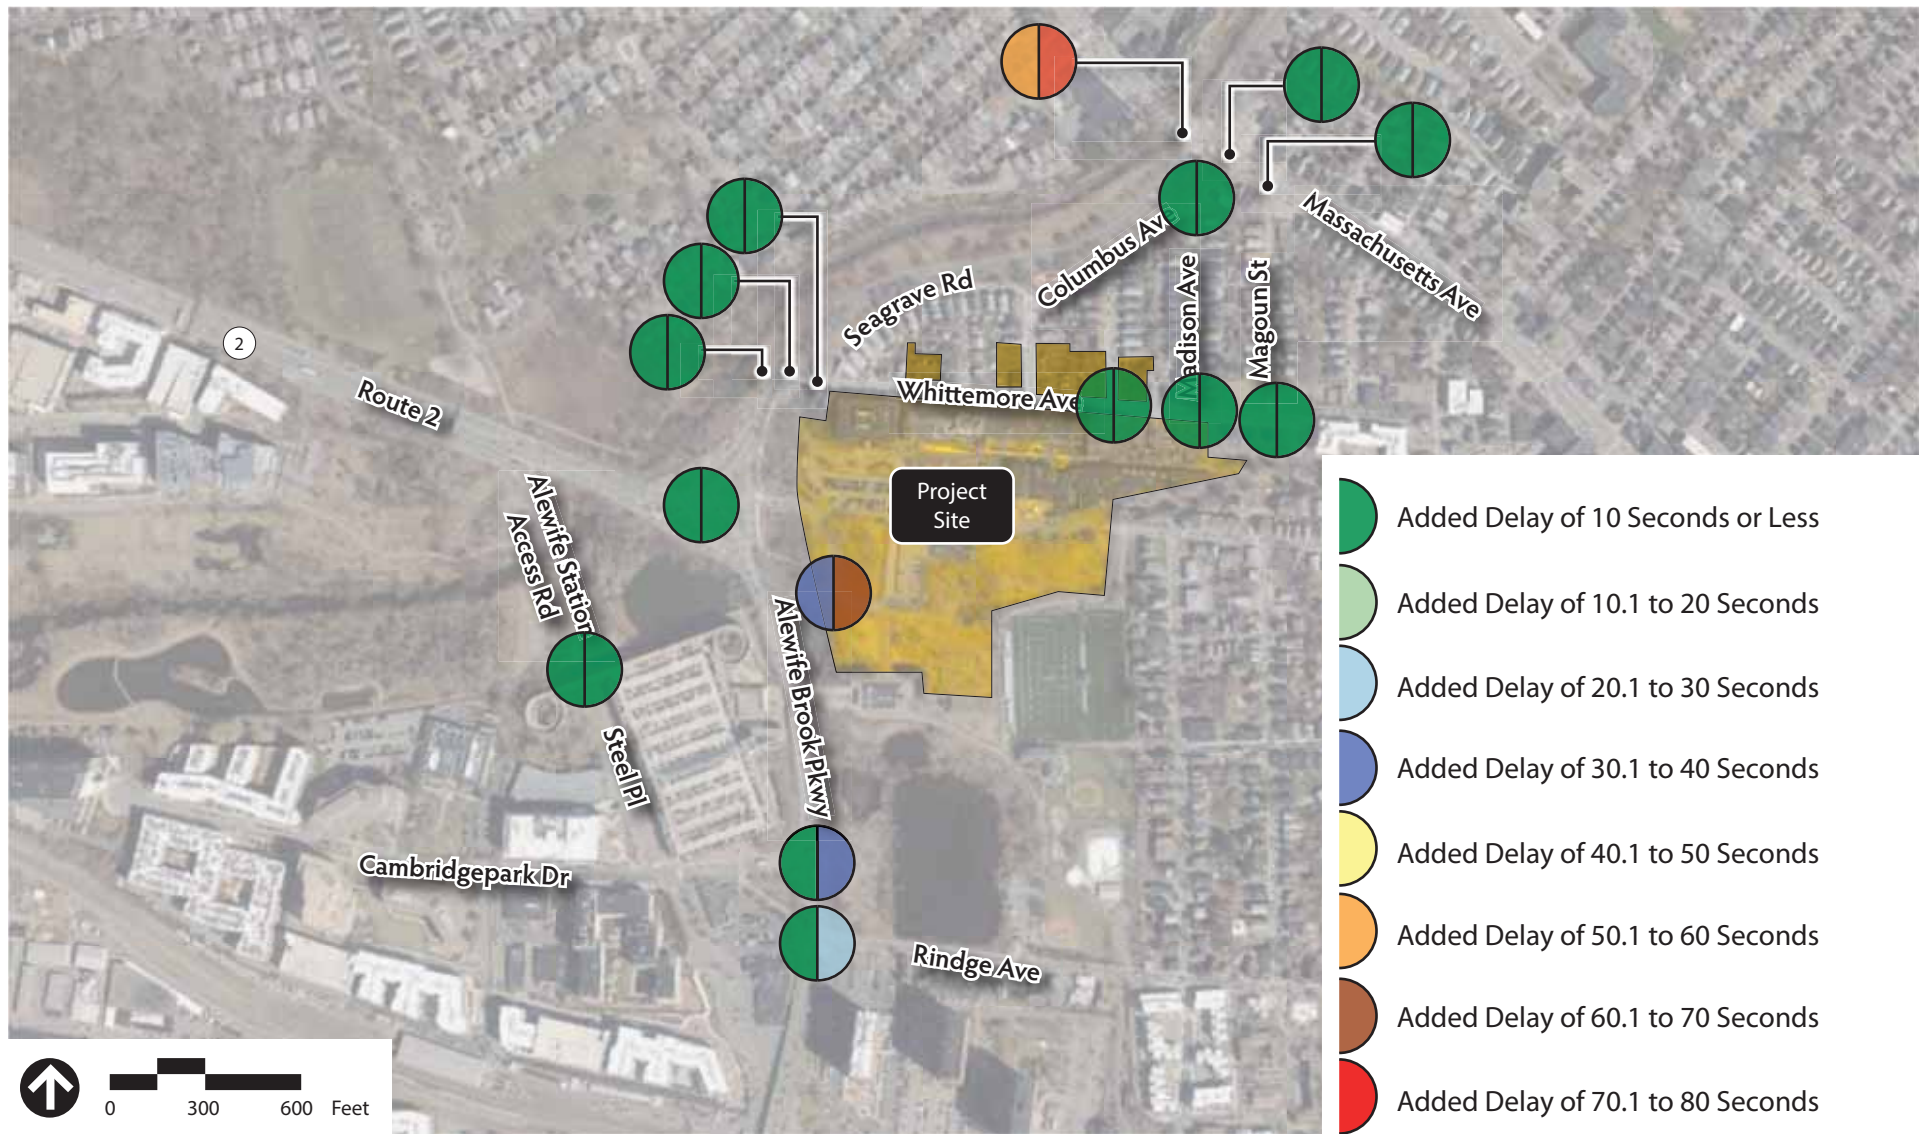 Massachusetts Ave
Columbus Av
Seagrave Rd
Madison Ave
Magoun St
2
Route 2
Whittemore Ave
Project
Site
Alewife Station
Access Rd
Alewife Brook Pkwy
Steel Pl
Cambridgepark Dr
Rindge Ave
0 300 600 Feet
Added Delay of 10 Seconds or Less
Added Delay of 10.1 to 20 Seconds
Added Delay of 20.1 to 30 Seconds
Added Delay of 30.1 to 40 Seconds
Added Delay of 40.1 to 50 Seconds
Added Delay of 50.1 to 60 Seconds
Added Delay of 60.1 to 70 Seconds
Added Delay of 70.1 to 80 Seconds